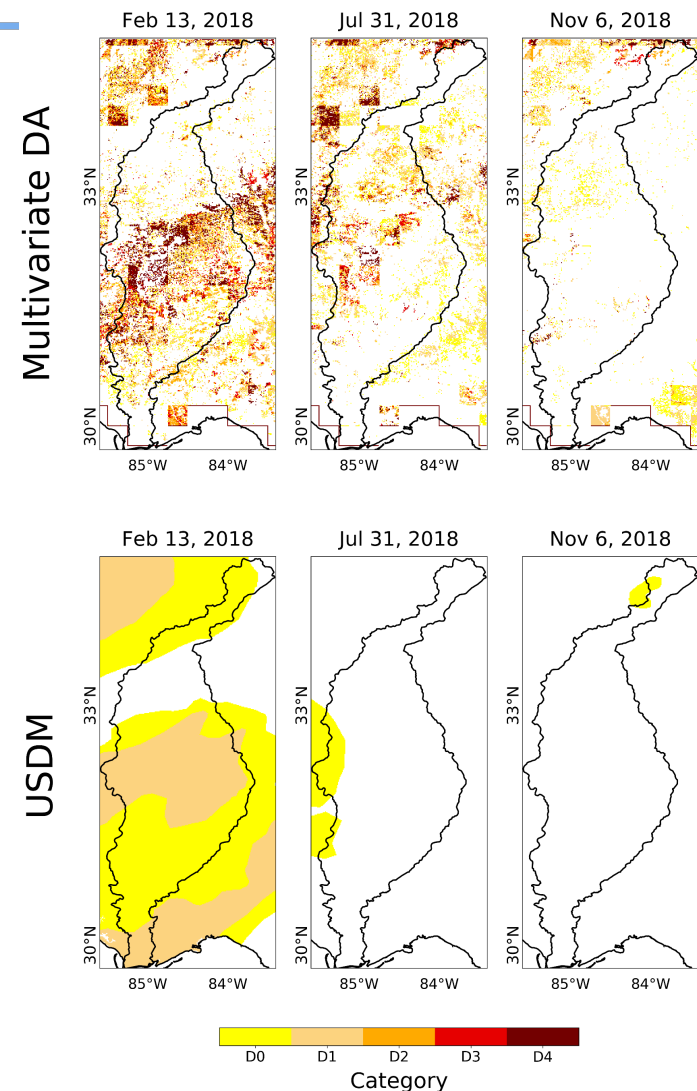 Feb 13, 2018 Jul 31, 2018 Nov 6, 2018
Multivariate DA
33°N 33°N 33°N
30°N 30°N 30°N
85°W 84°W 85°W 84°W 85°W 84°W
Feb 13, 2018 Jul 31, 2018 Nov 6, 2018
USDM
33°N 33°N 33°N
30°N 30°N 30°N
85°W 84°W 85°W 84°W 85°W 84°W
D0 D1 D2 D3 D4
Category